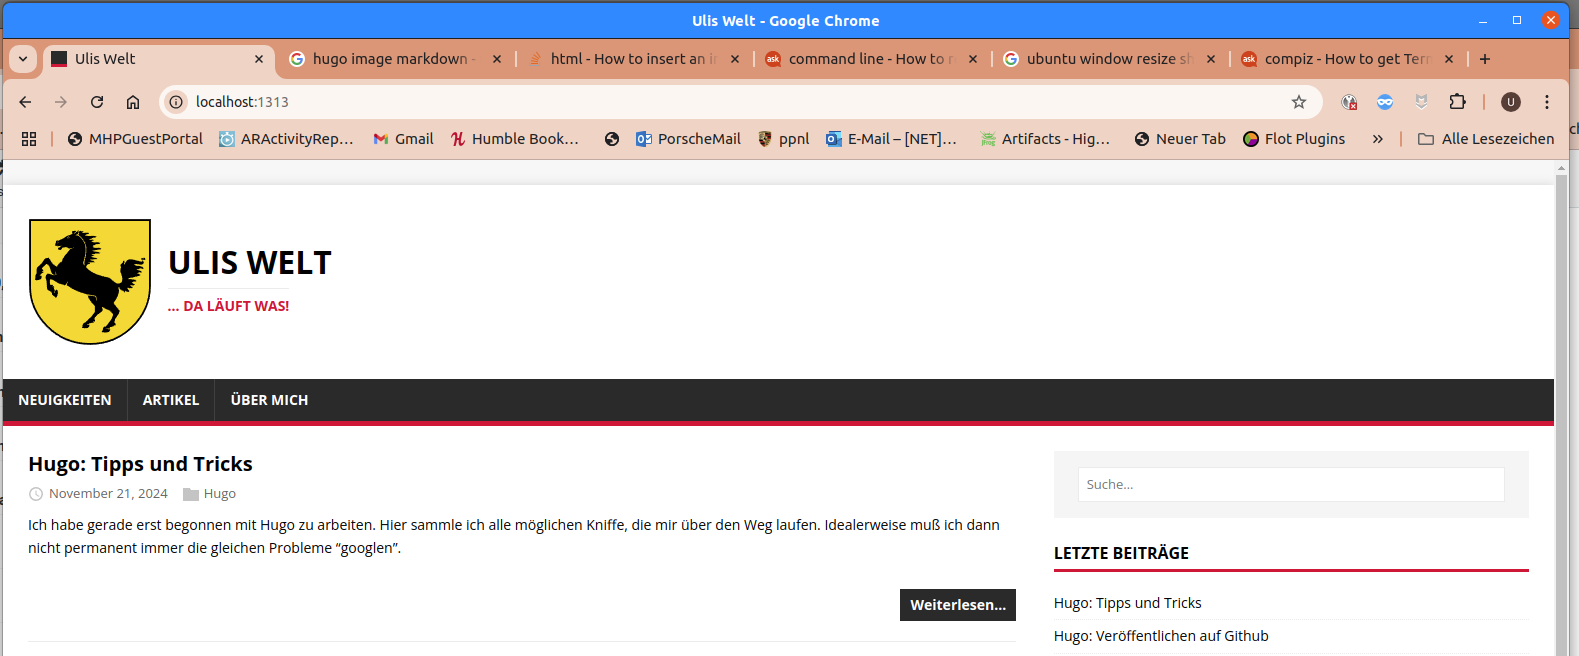 Ulis Welt - Google Chrome
Ulis Welt
hugo image markdown -
html - How to insert an i
command line - How to r
ubuntu window resize sh
compiz - How to get Terr
localhost:1313
U
MHPGuestPortal
ARActivityRep...
Gmail
Humble Book...
PorscheMail
ppnl
E-Mail – [NET]...
Artifacts - Hig...
Neuer Tab
Flot Plugins
»
Alle Lesezeichen
ULIS WELT
... DA LÄUFT WAS!
NEUIGKEITEN
ARTIKEL
ÜBER MICH
Hugo: Tipps und Tricks
November 21, 2024
Hugo
Ich habe gerade erst begonnen mit Hugo zu arbeiten. Hier sammle ich alle möglichen Kniffe, die mir über den Weg laufen. Idealerweise muß ich dann
nicht permanent immer die gleichen Probleme “googlen”.
Weiterlesen...
Suche...
LETZTE BEITRÄGE
Hugo: Tipps und Tricks
Hugo: Veröffentlichen auf Github